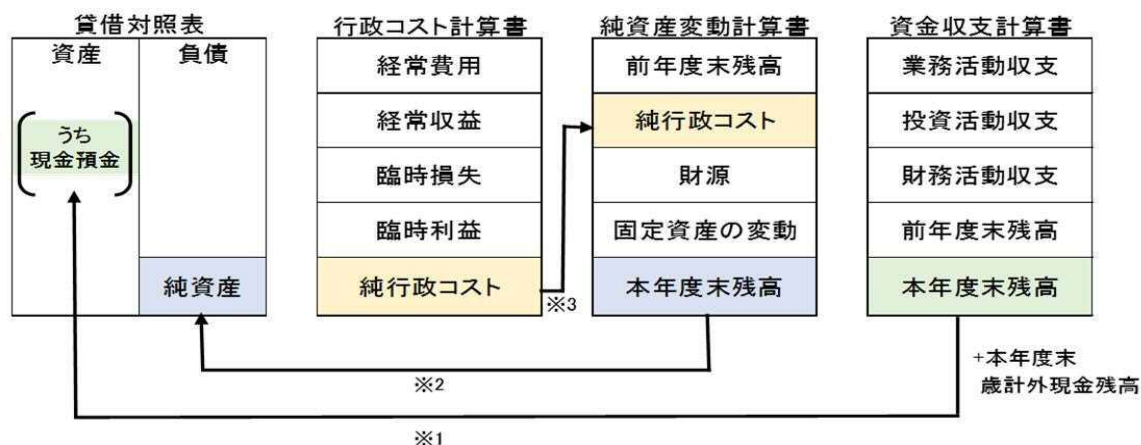 貸借対照表
資産
負債
うち
現金預金
純資産
行政コスト計算書
経常費用
経常収益
臨時損失
臨時利益
純行政コスト
※3
純資産変動計算書
前年度末残高
純行政コスト
財源
固定資産の変動
本年度末残高
資金収支計算書
業務活動収支
投資活動収支
財務活動収支
前年度末残高
本年度末残高
+本年度末
歳計外現金残高
※2
※1